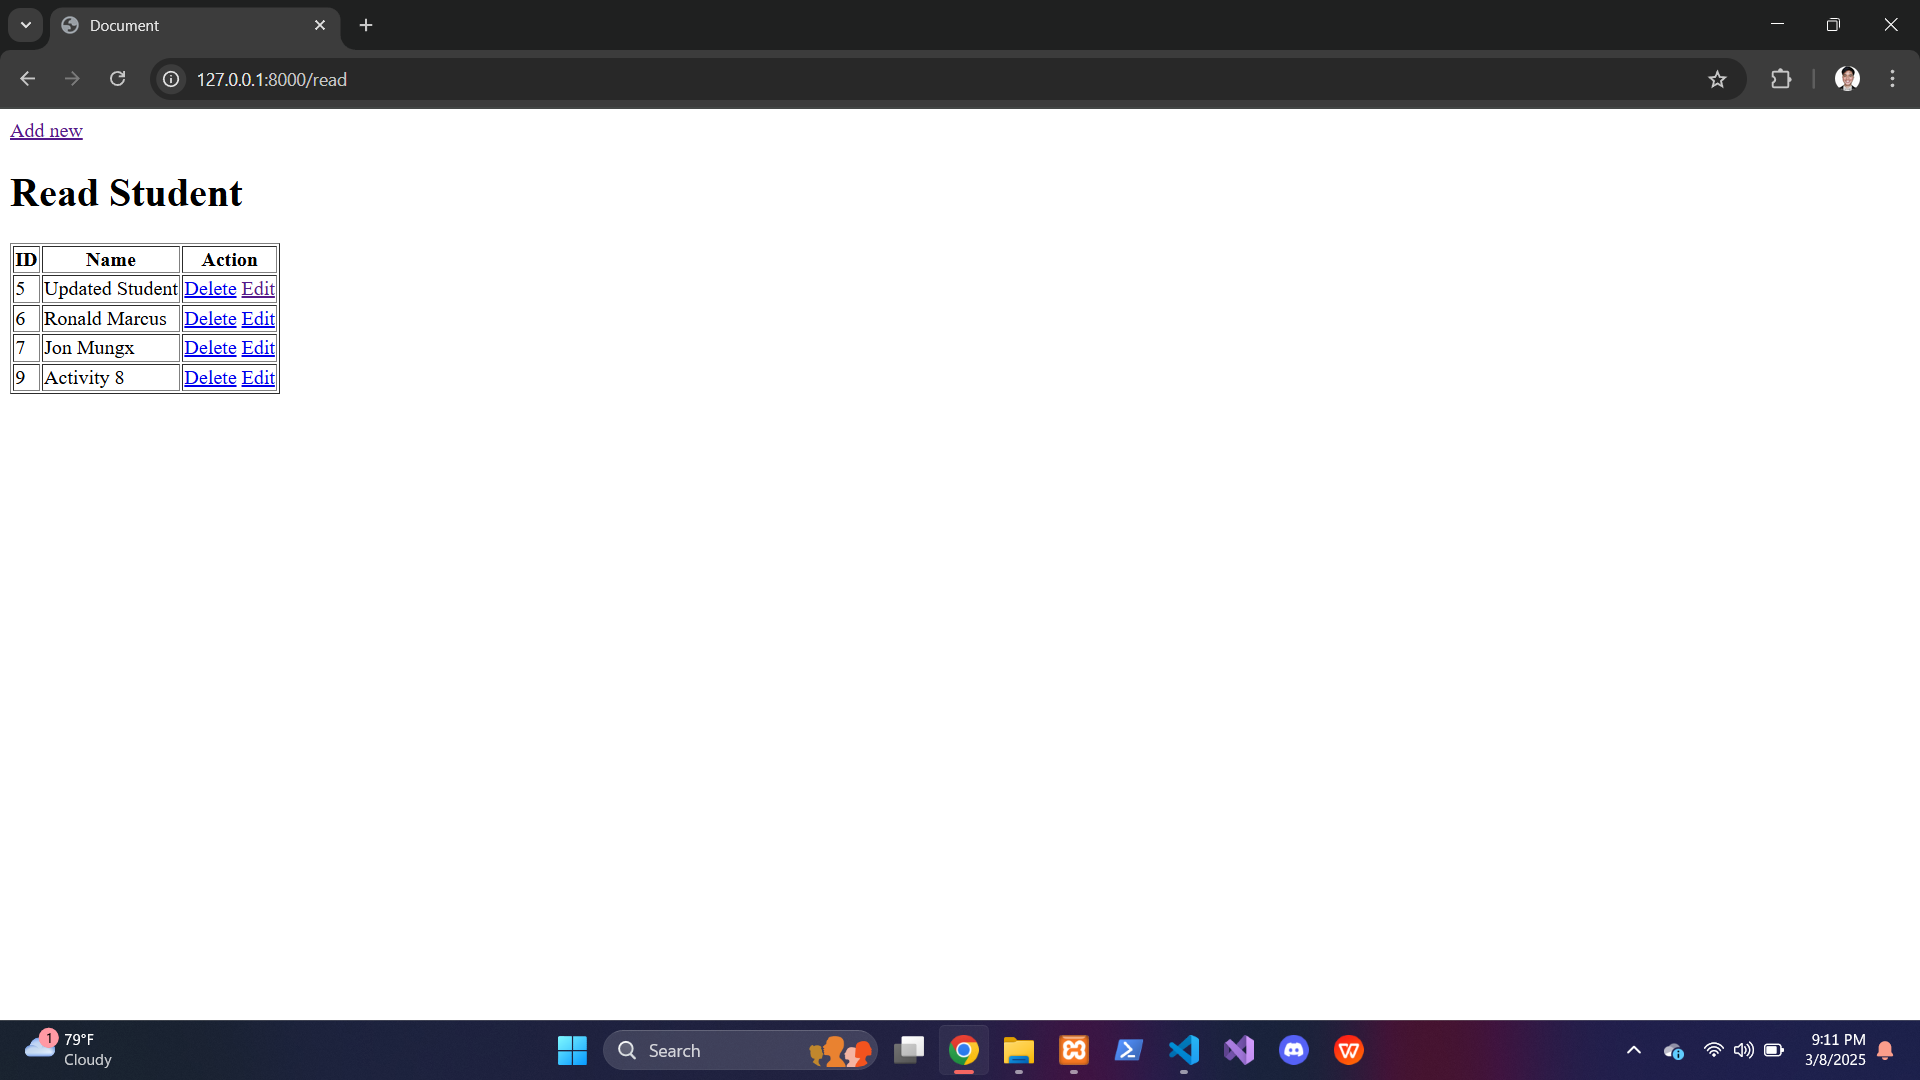 Document
127.0.0.1:8000/read
Add new
Read Student
ID Name Action
5 Updated Student Delete Edit
6 Ronald Marcus Delete Edit
7 Jon Mungx Delete Edit
9 Activity 8 Delete Edit
1
79°F
Cloudy
Search
9:11 PM
3/8/2025